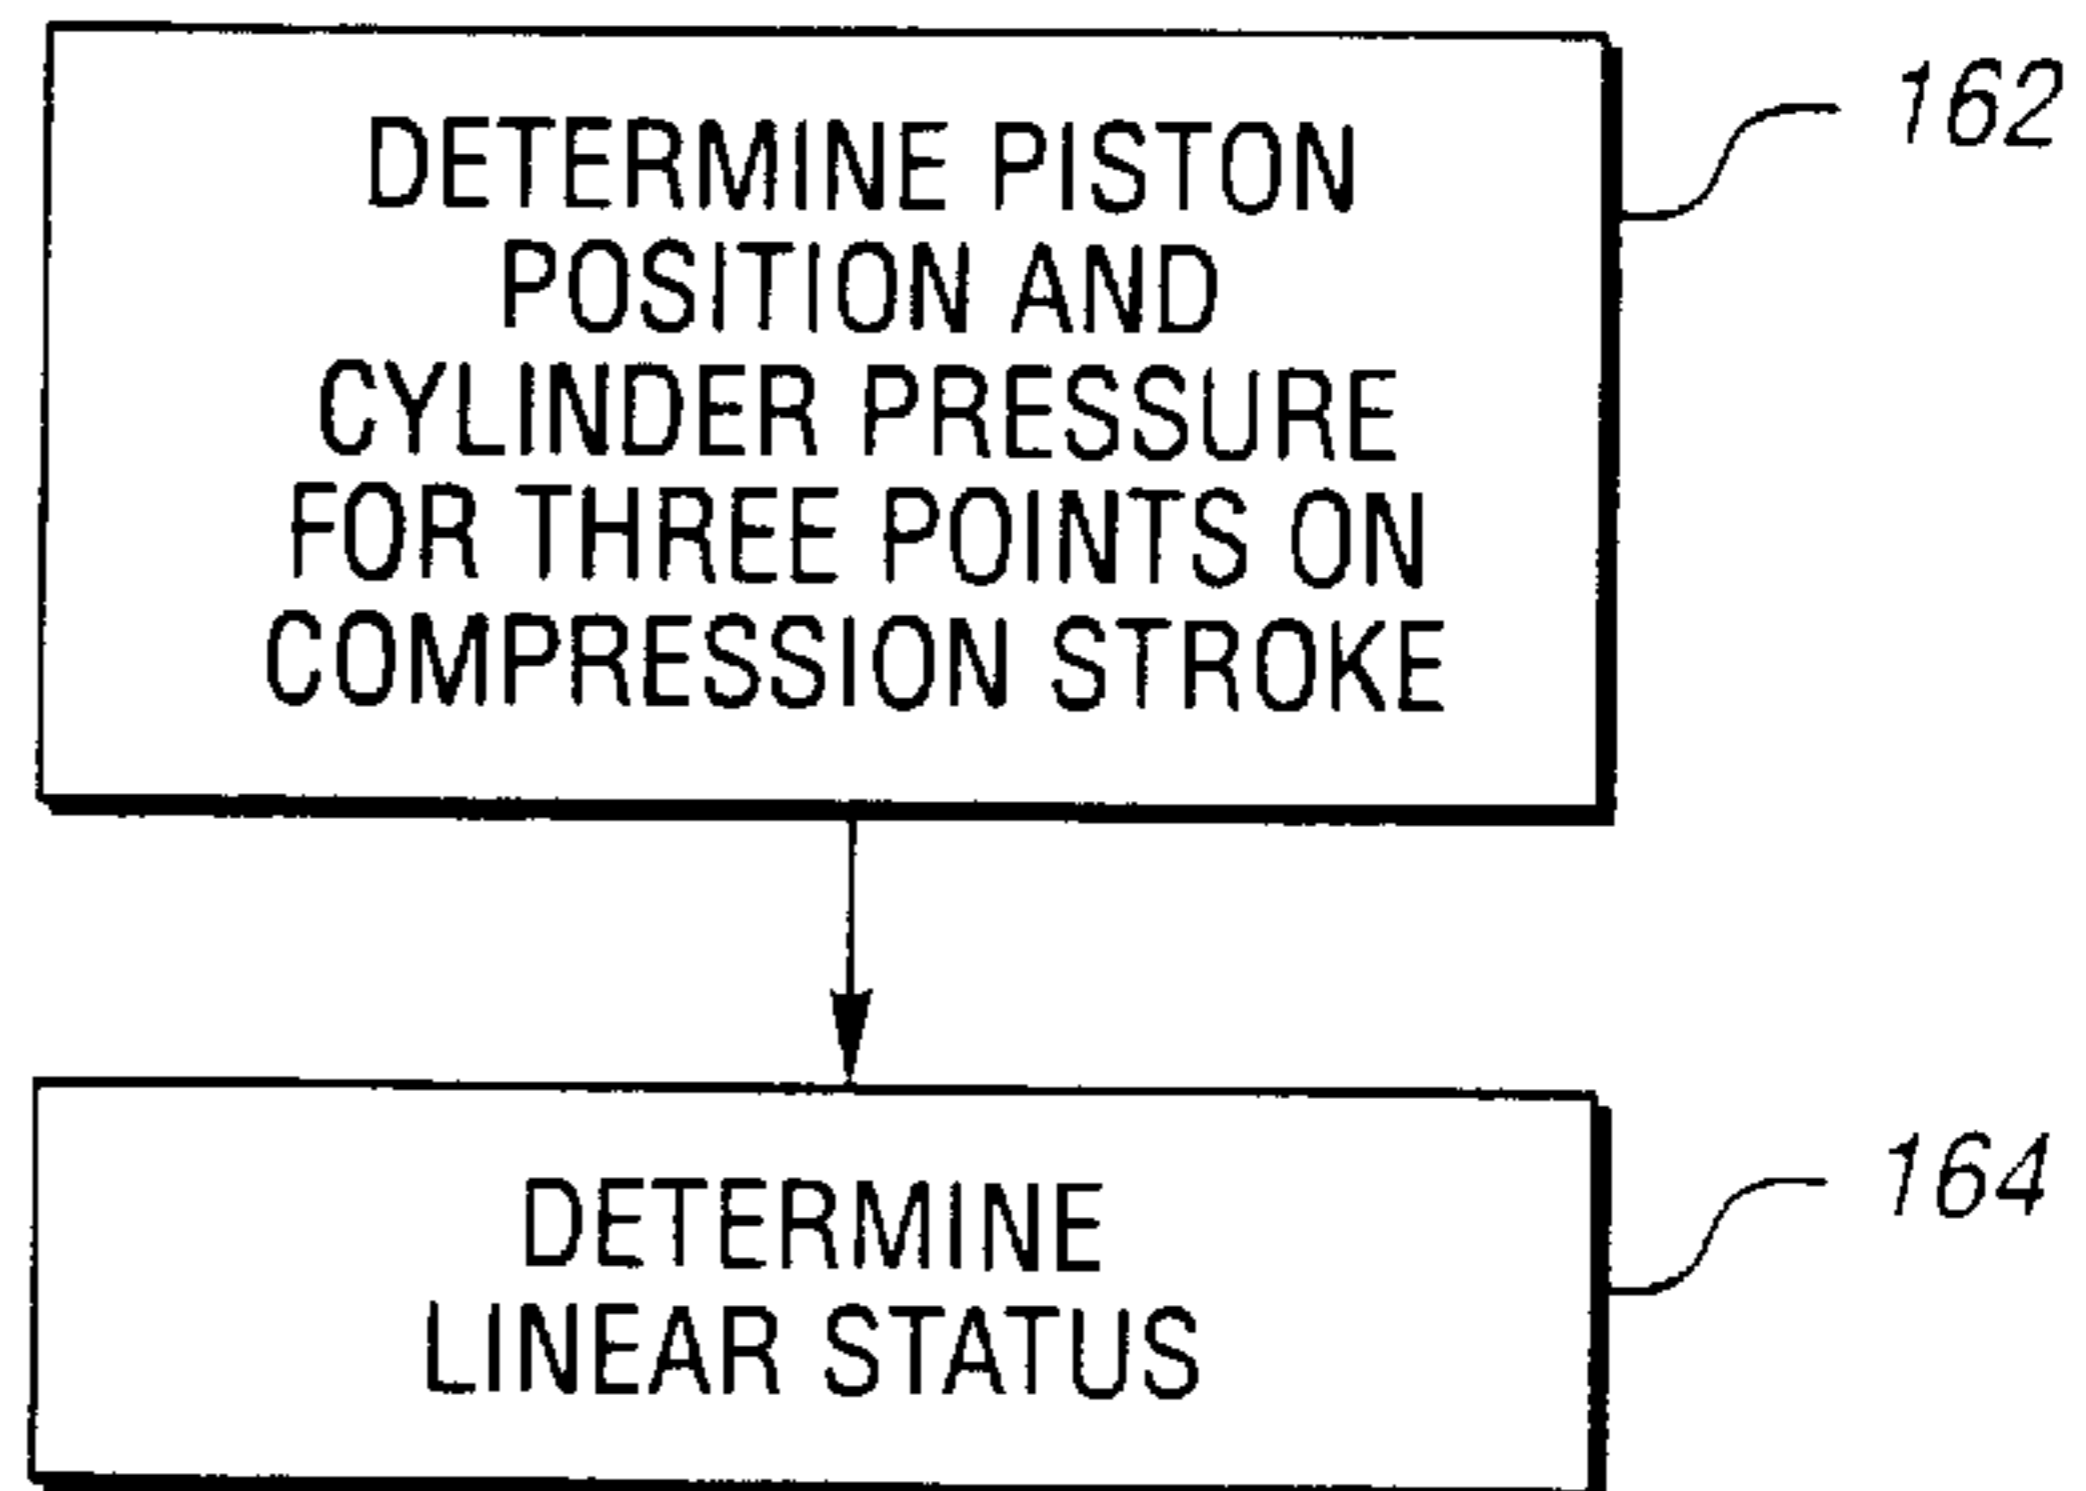 DETERMINE PISTON
POSITION AND
CYLINDER PRESSURE
FOR THREE POINTS ON
COMPRESSION STROKE
162
DETERMINE
LINEAR STATUS
164